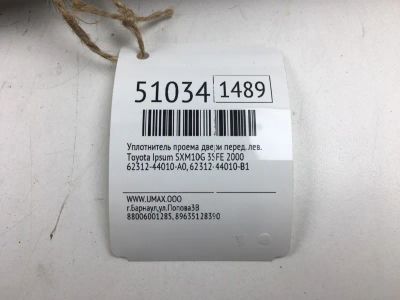 51034 1489
Уплотнитель проема двери перед. лев.
Toyota Ipsum SXM10G 3SFE 2000
62312-44010-A0, 62312-44010-B1
WWW.UMAX.OOO
г.Барнаул,ул.Попова3В
88006001285, 89635128390